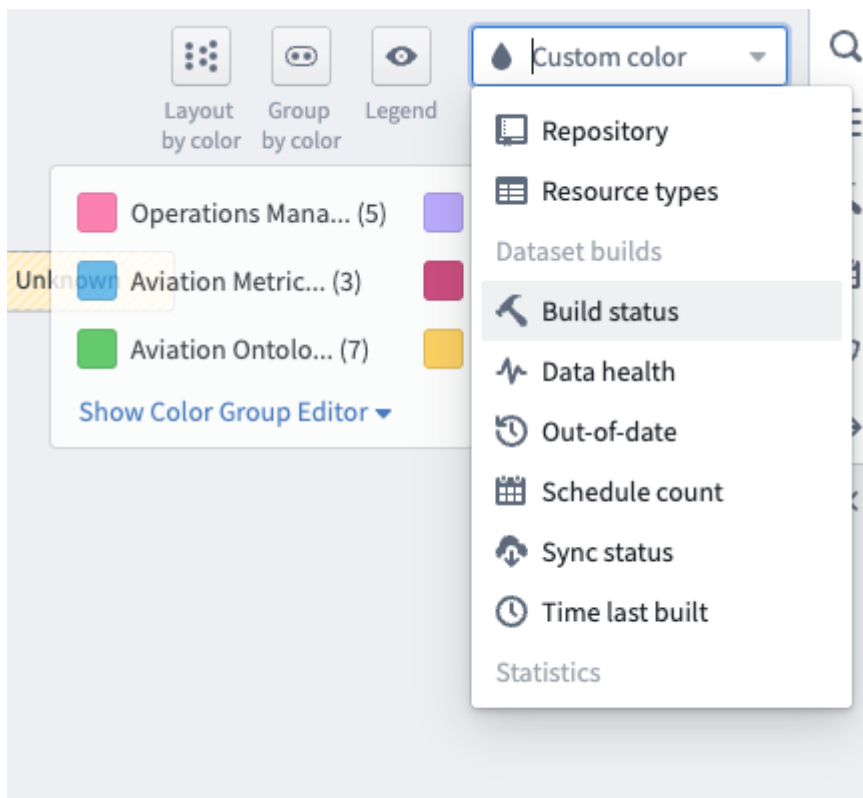 Custom color
Layout
by color
Group
by color
Legend
Repository
Resource types
Dataset builds
Build status
Data health
Out-of-date
Schedule count
Sync status
Time last built
Statistics
Operations Mana... (5)
Unknown
Aviation Metric... (3)
Aviation Ontolo... (7)
Show Color Group Editor